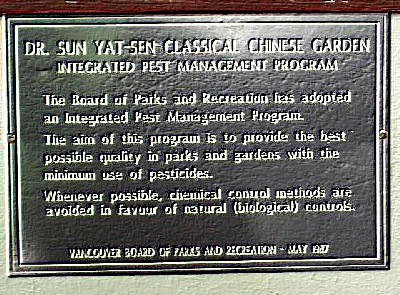 DR. SUN YAT-SEN CLASSICAL CHINESE GARDEN
INTEGRATED PEST MANAGEMENT PROGRAM
The Board of Parks and Recreation has adopted
an Integrated Pest Management Program.
The aim of this program is to provide the best
possible quality in parks and gardens with the
minimum use of pesticides.
Whenever possible, chemical control methods are
avoided in favour of natural (biological) controls.
VANCOUVER BOARD OF PARKS AND RECREATION - MAY 1987